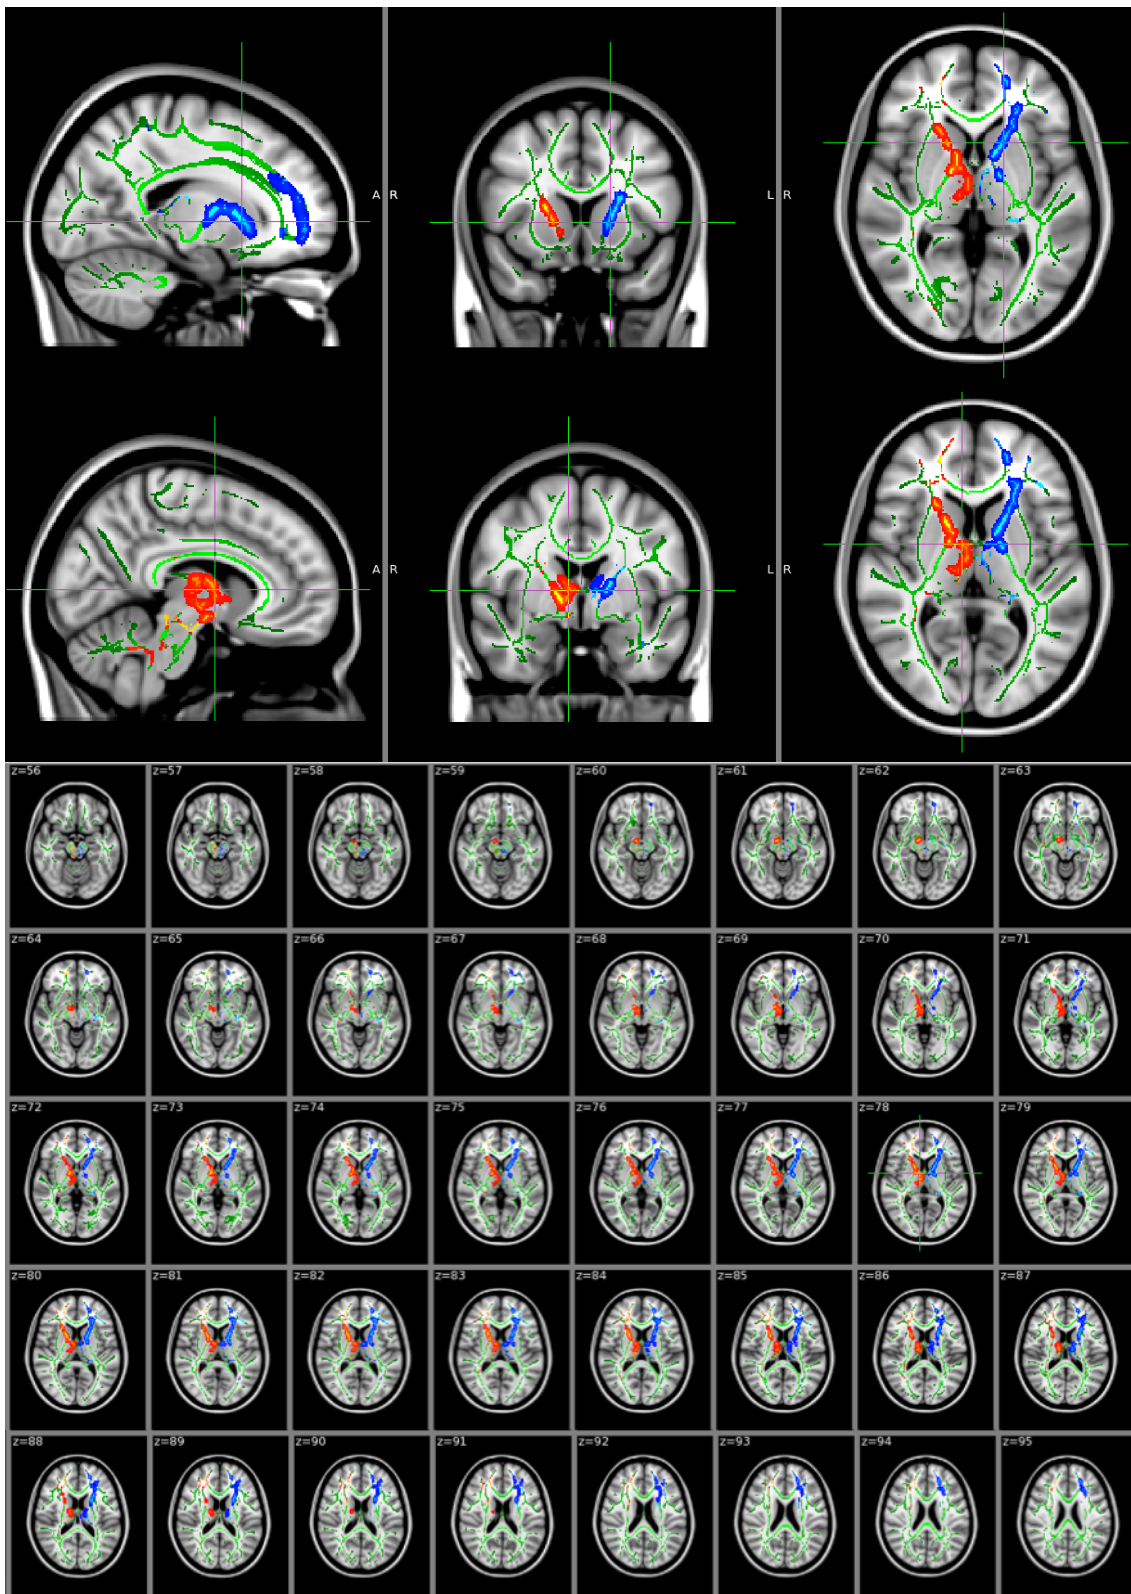 A R L R
A R L R
z=56 z=57 z=58 z=59 z=60 z=61 z=62 z=63
z=64 z=65 z=66 z=67 z=68 z=69 z=70 z=71
z=72 z=73 z=74 z=75 z=76 z=77 z=78 z=79
z=80 z=81 z=82 z=83 z=84 z=85 z=86 z=87
z=88 z=89 z=90 z=91 z=92 z=93 z=94 z=95